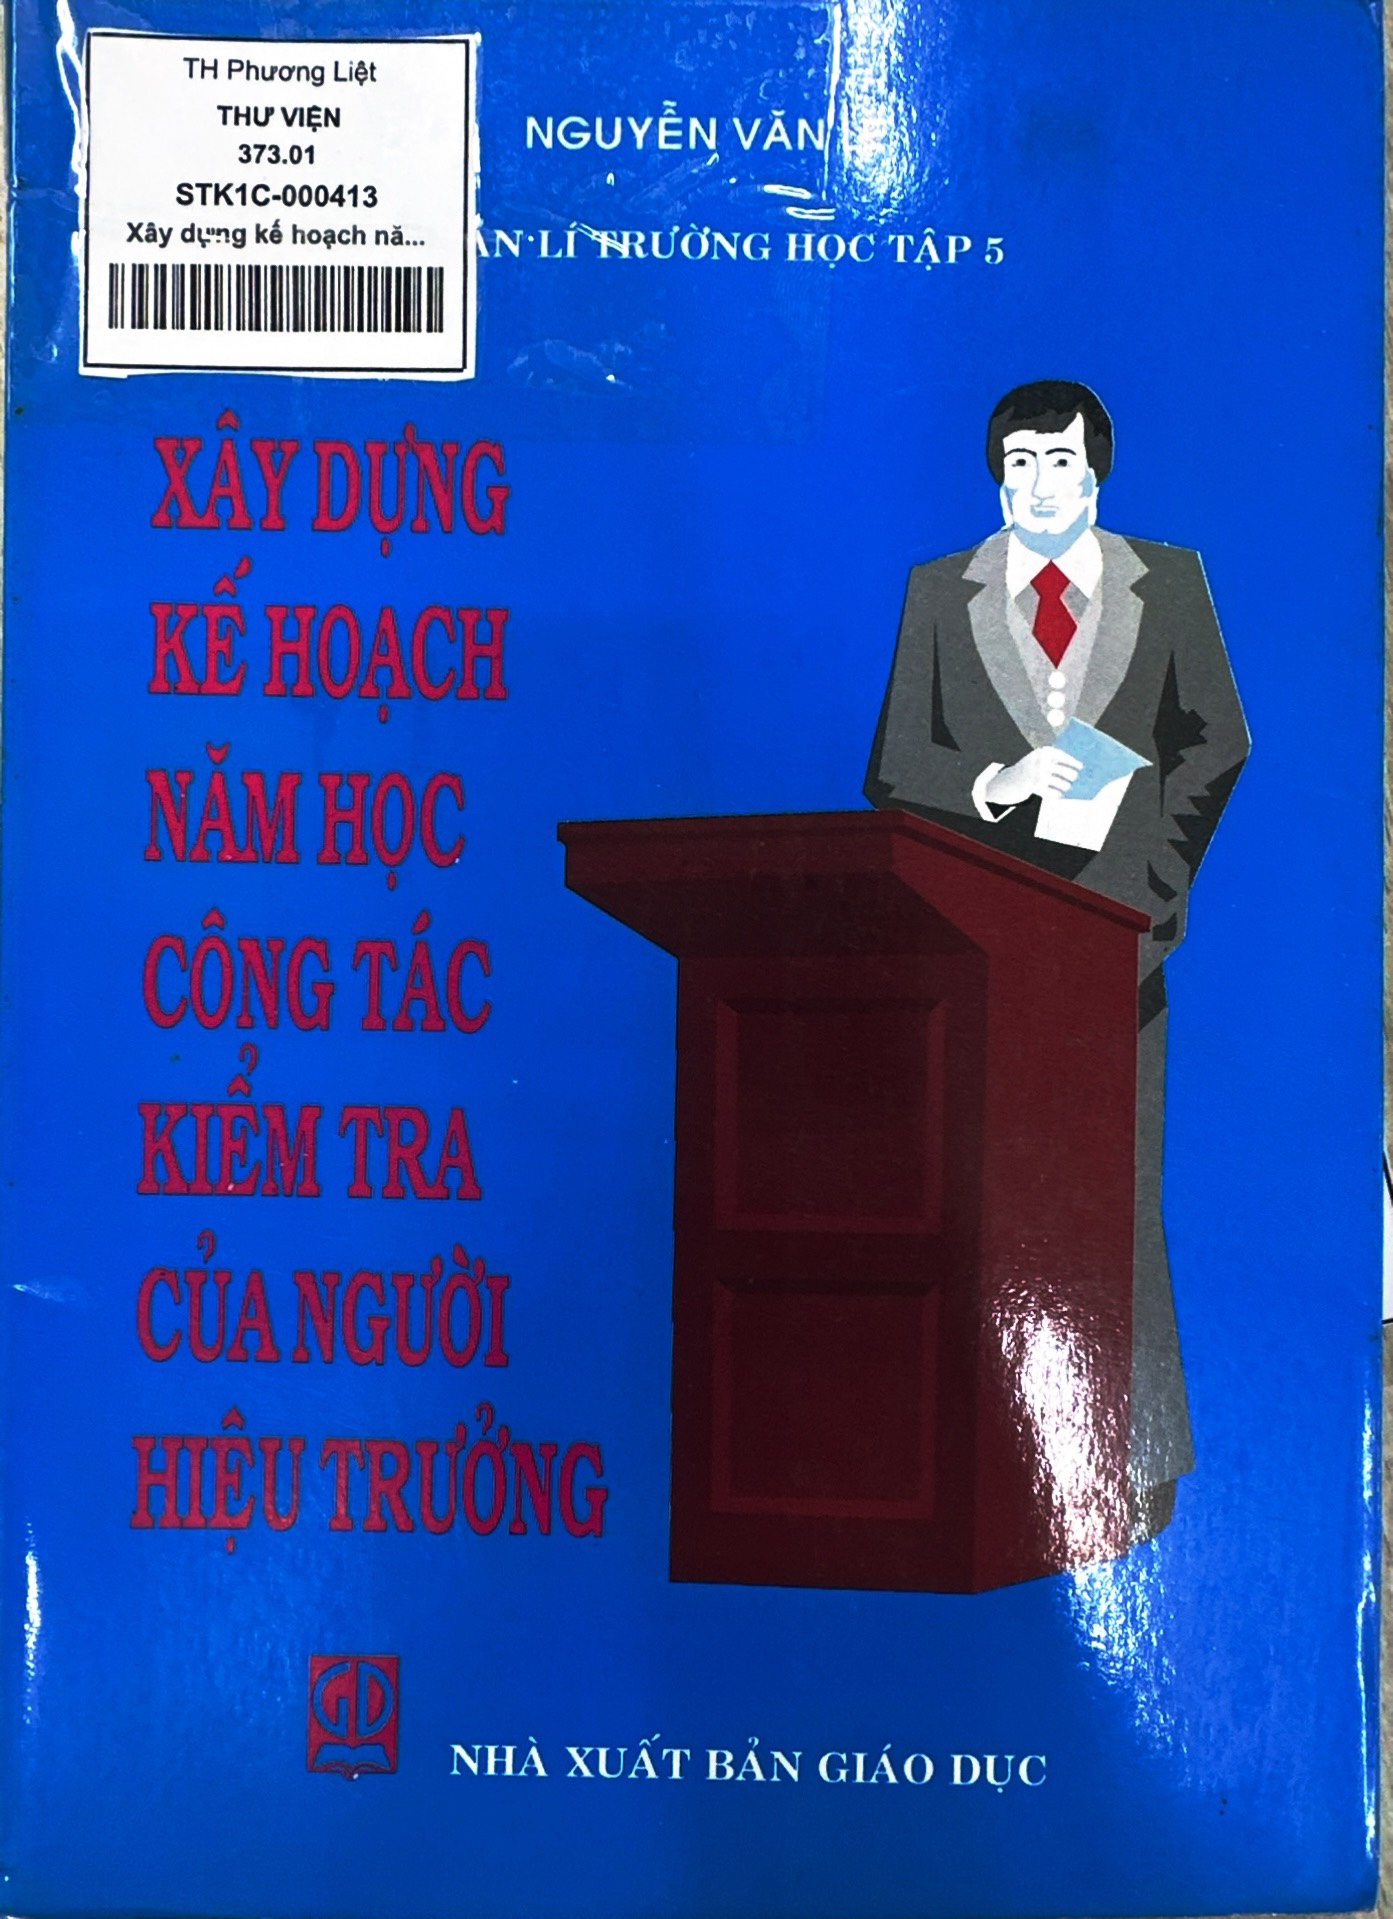 TH Phương Liệt
THƯ VIỆN
373.01
STK1C-000413
Xây dựng kế hoạch nă...
NGUYỄN VĂN
LÍ TRƯỜNG HỌC TẬP 5
XÂY DỰNG
KẾ HOẠCH
NĂM HỌC
CÔNG TÁC
KIỂM TRA
CỦA NGƯỜI
HIỆU TRƯỞNG
GD
NHÀ XUẤT BẢN GIÁO DỤC